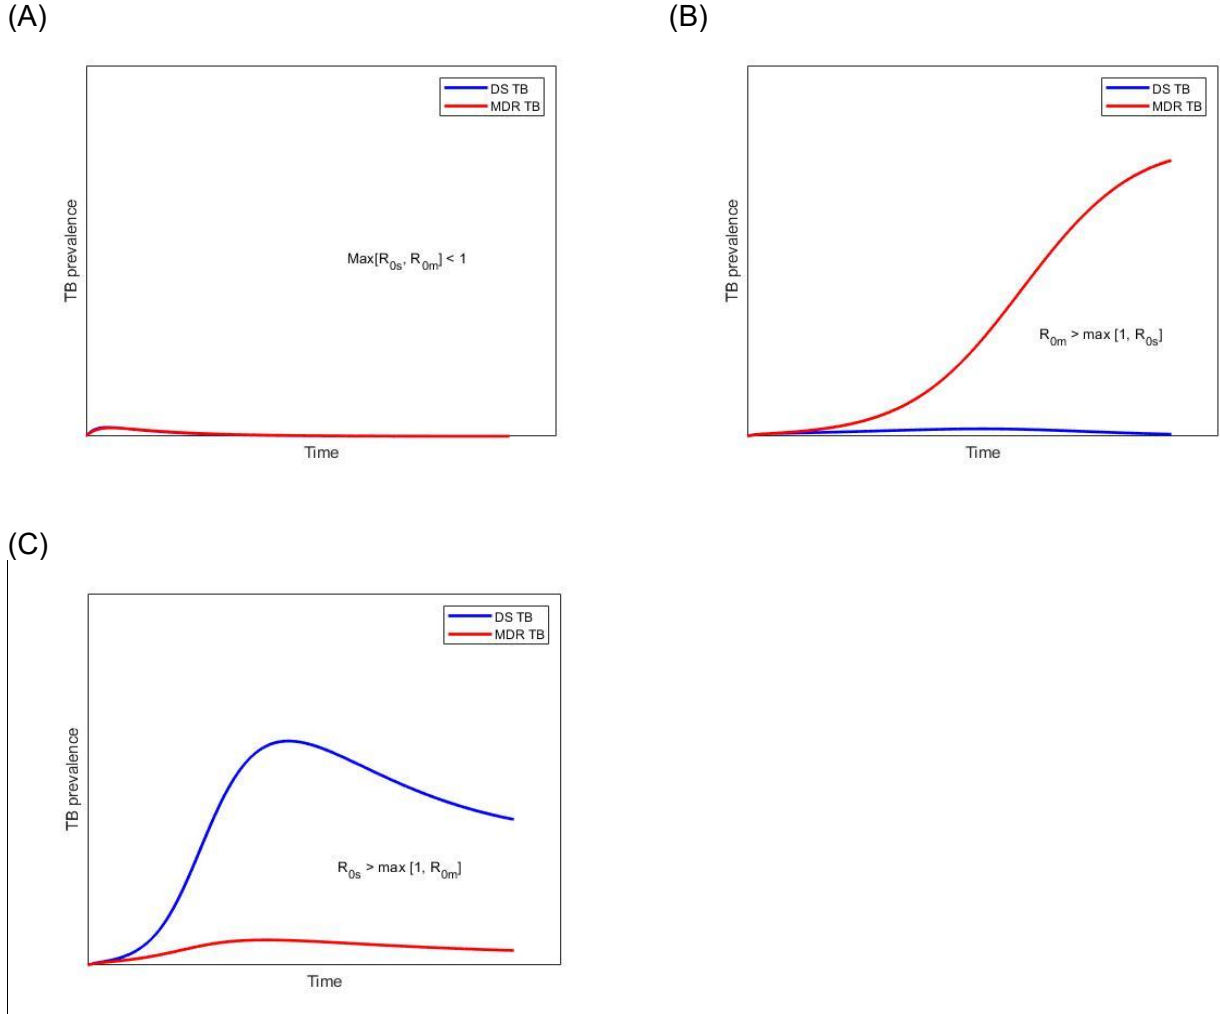 (A)
DS TB
MDR TB
TB prevalence
Max[R0s, R0m] < 1
Time
(B)
DS TB
MDR TB
TB prevalence
R0m > max [1, R0s]
Time
(C)
DS TB
MDR TB
TB prevalence
R0s > max [1, R0m]
Time